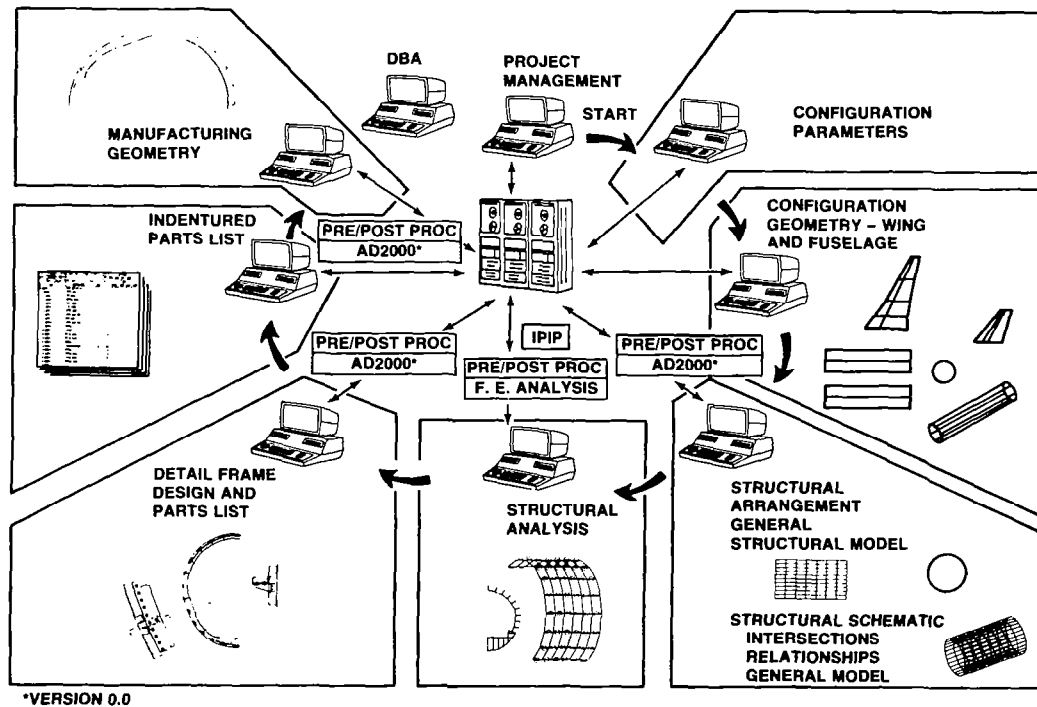 DBA
PROJECT
MANAGEMENT
START
CONFIGURATION
PARAMETERS
MANUFACTURING
GEOMETRY
INDENTURED
PARTS LIST
PRE/POST PROC
AD2000*
CONFIGURATION
GEOMETRY – WING
AND FUSELAGE
PRE/POST PROC
AD2000*
IPIP
PRE/POST PROC
F. E. ANALYSIS
PRE/POST PROC
AD2000*
DETAIL FRAME
DESIGN AND
PARTS LIST
STRUCTURAL
ANALYSIS
STRUCTURAL
ARRANGEMENT
GENERAL
STRUCTURAL MODEL
STRUCTURAL SCHEMATIC
INTERSECTIONS
RELATIONSHIPS
GENERAL MODEL
*VERSION 0.0